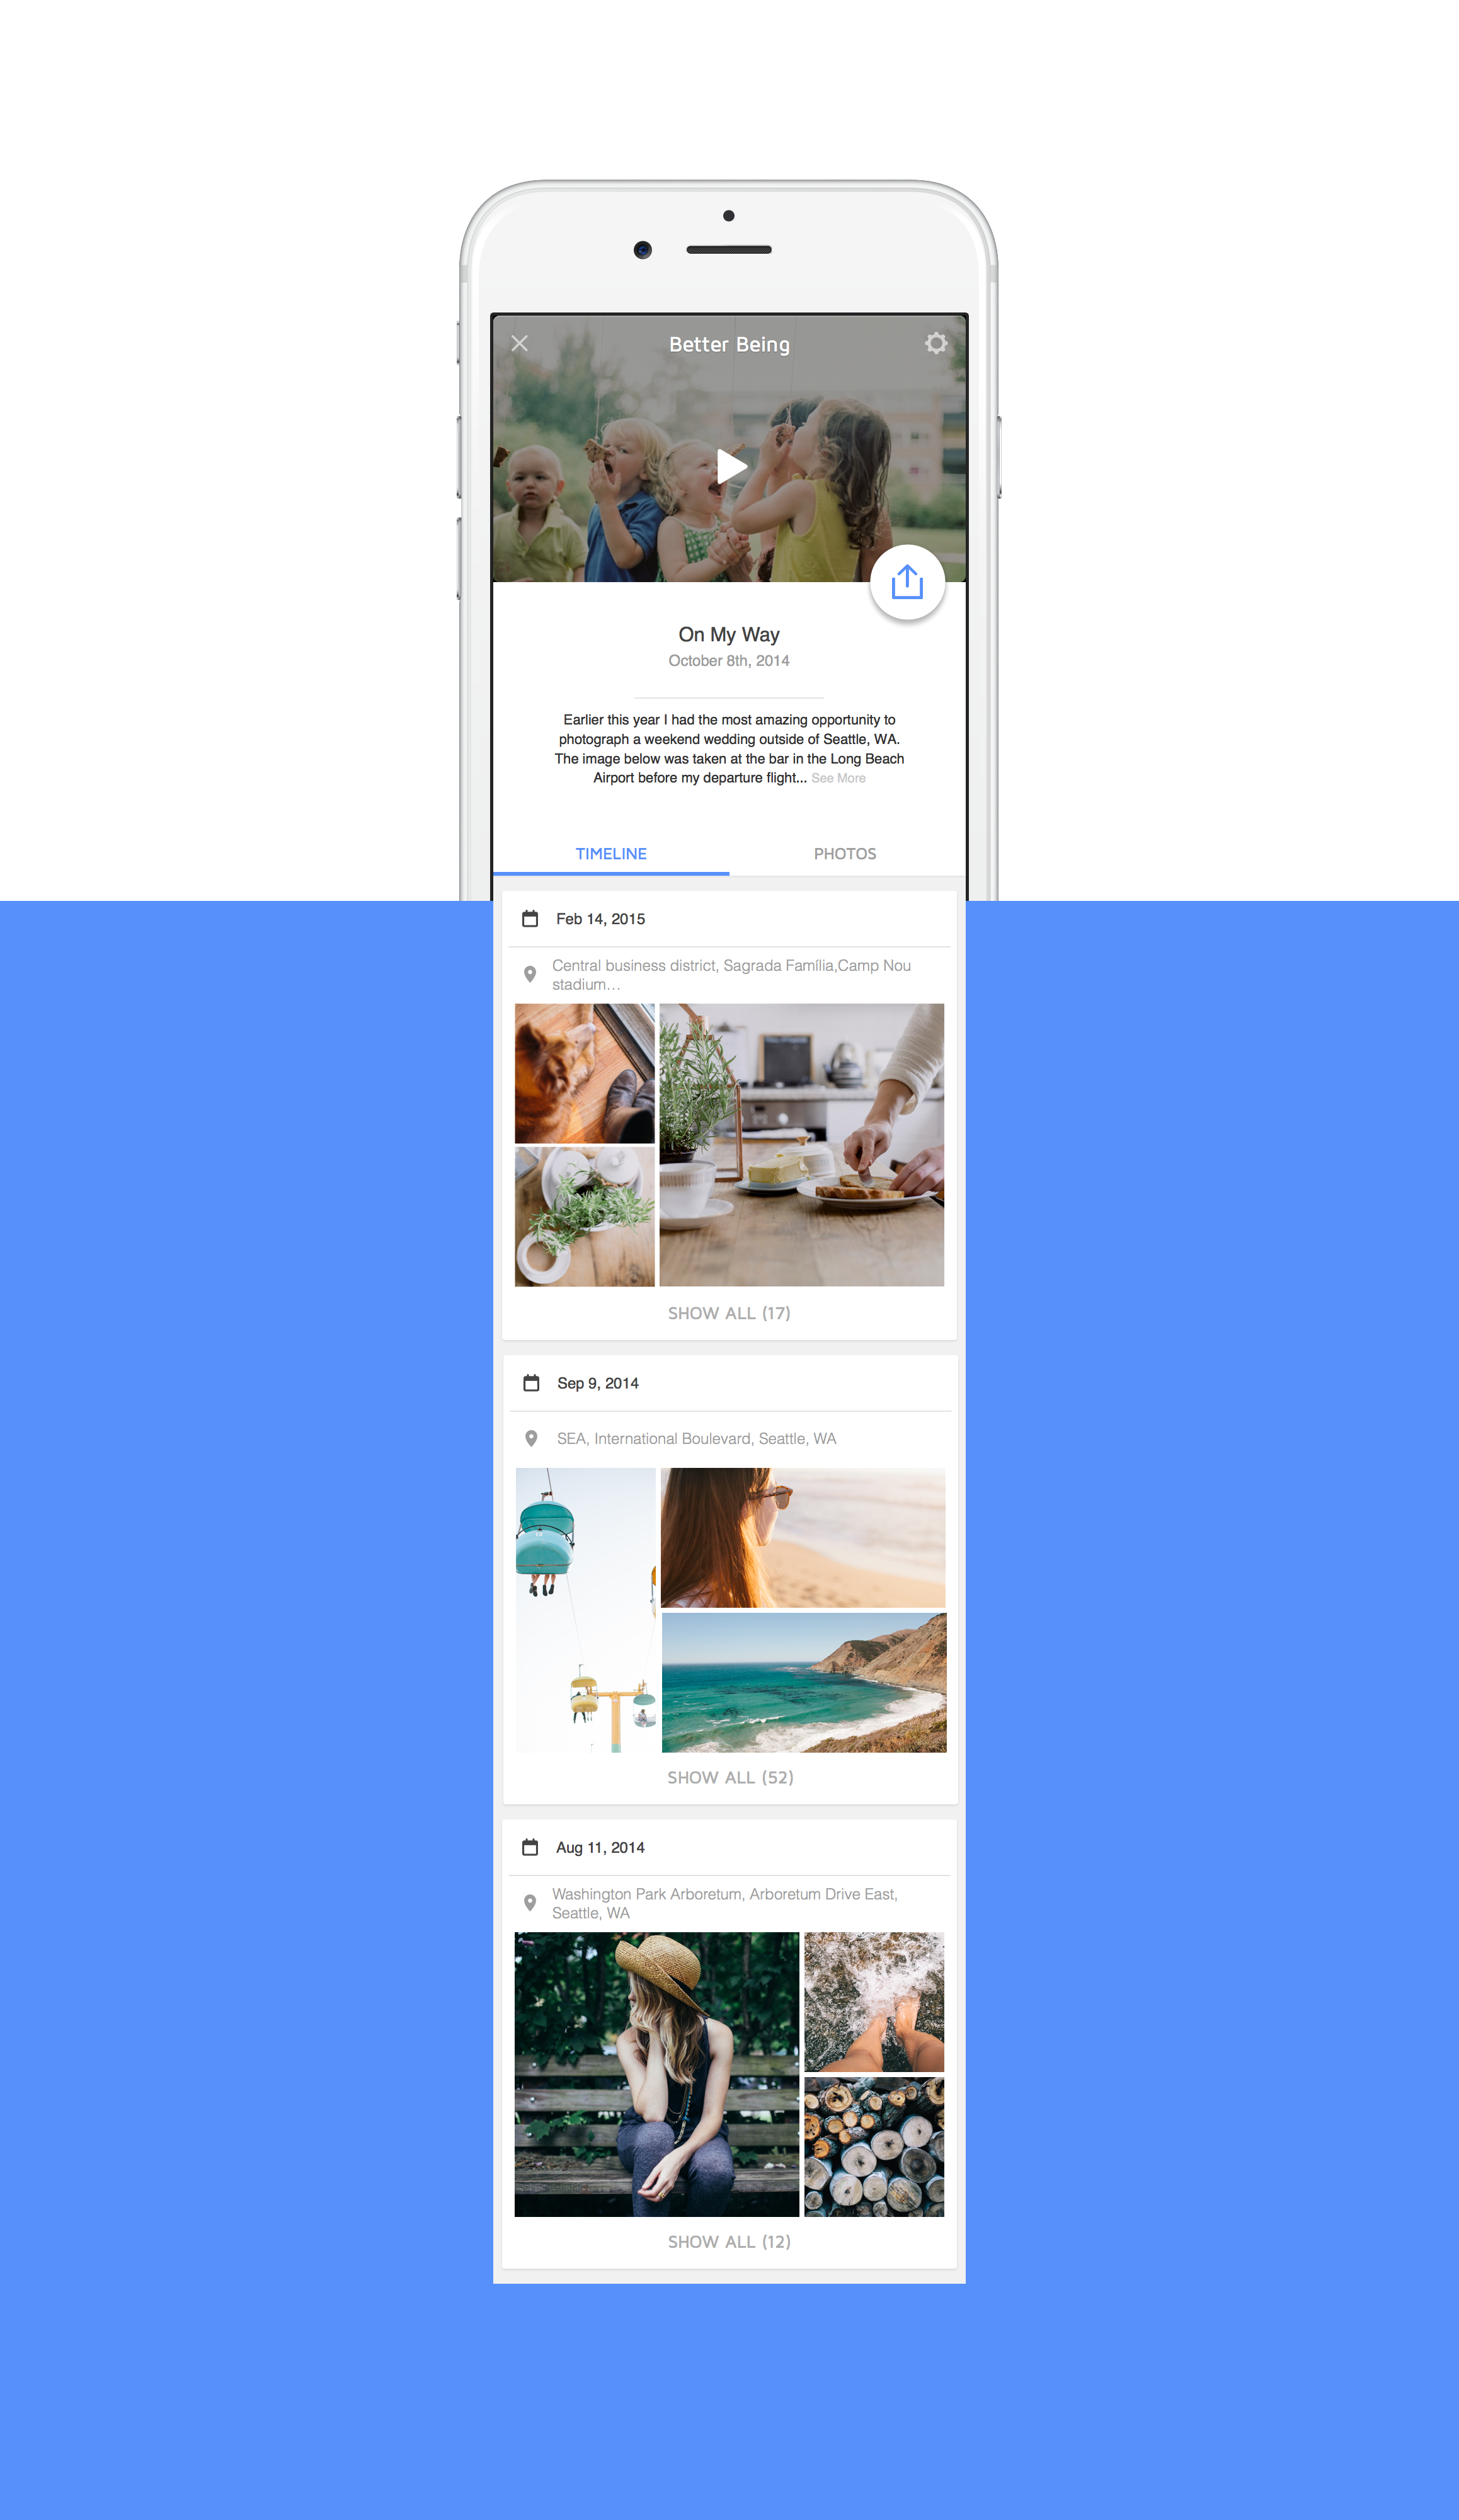 Better Being
On My Way
October 8th, 2014
Earlier this year I had the most amazing opportunity to
photograph a weekend wedding outside of Seattle, WA.
The image below was taken at the bar in the Long Beach
Airport before my departure flight... See More
TIMELINE
PHOTOS
Feb 14, 2015
Central business district, Sagrada Família,Camp Nou
stadium…
SHOW ALL (17)
Sep 9, 2014
SEA, International Boulevard, Seattle, WA
SHOW ALL (52)
Aug 11, 2014
Washington Park Arboretum, Arboretum Drive East,
Seattle, WA
SHOW ALL (12)